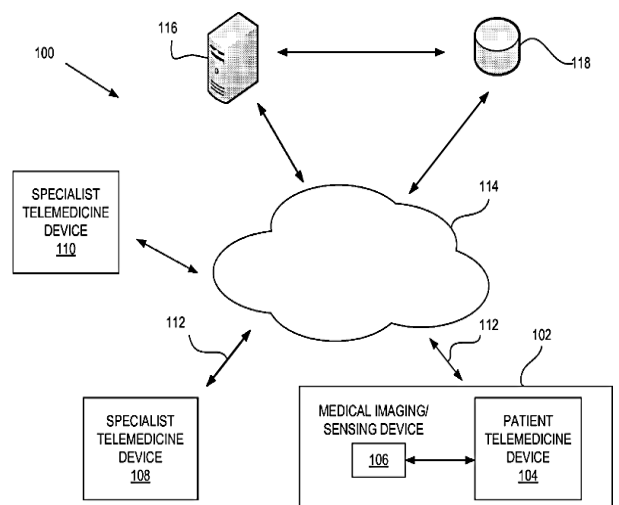 116
118
100
114
SPECIALIST
TELEMEDICINE
DEVICE
110
112
112
102
SPECIALIST
TELEMEDICINE
DEVICE
108
MEDICAL IMAGING/
SENSING DEVICE
106
PATIENT
TELEMEDICINE
DEVICE
104